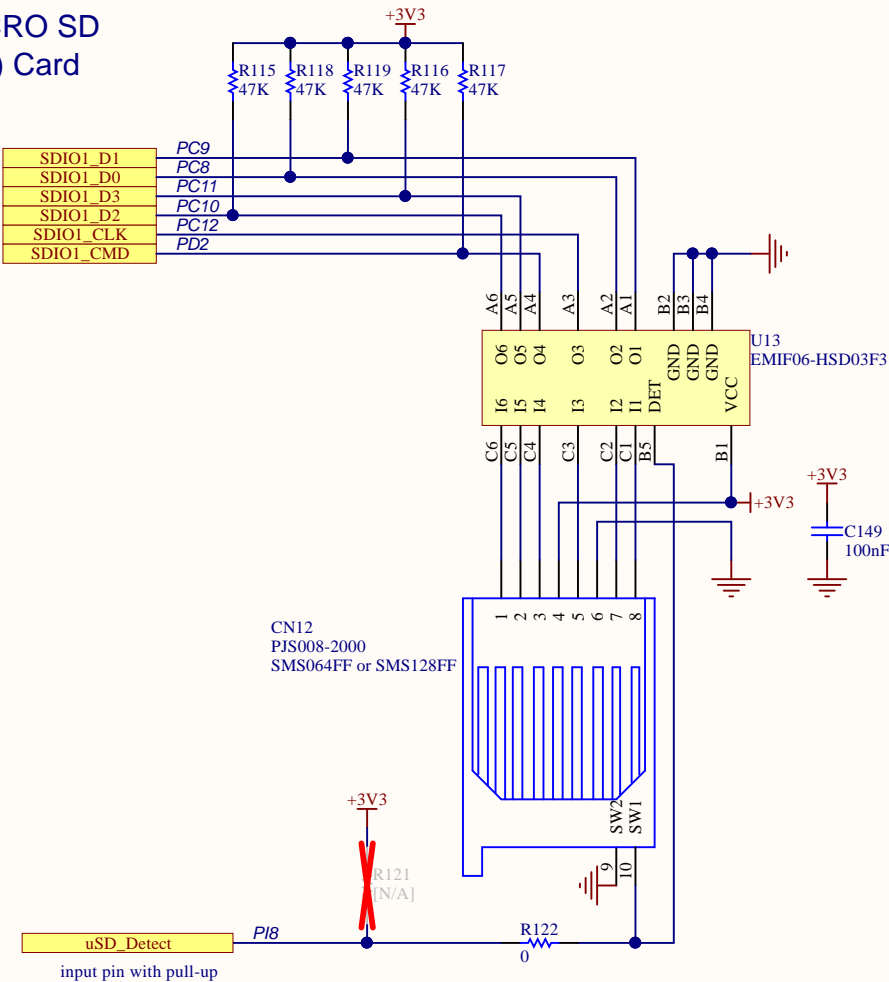 CRO SD
) Card
+3V3
R115
47K
R118
47K
R119
47K
R116
47K
R117
47K
SDIO1_D1
PC9
SDIO1_D0
PC8
SDIO1_D3
PC11
SDIO1_D2
PC10
SDIO1_CLK
PC12
SDIO1_CMD
PD2
A6
A5
A4
A3
A2
A1
B2
B3
B4
O6
O5
O4
O3
O2
O1
GND
GND
GND
I6
I5
I4
I3
I2
I1
DET
VCC
U13
EMIF06-HSD03F3
C6
C5
C4
C3
C2
C1
B5
B1
+3V3
+3V3
C149
100nF
1
2
3
4
5
6
7
8
CN12
PJS008-2000
SMS064FF or SMS128FF
SW2
SW1
9
10
+3V3
R121
[N/A]
uSD_Detect
PI8
R122
0
input pin with pull-up